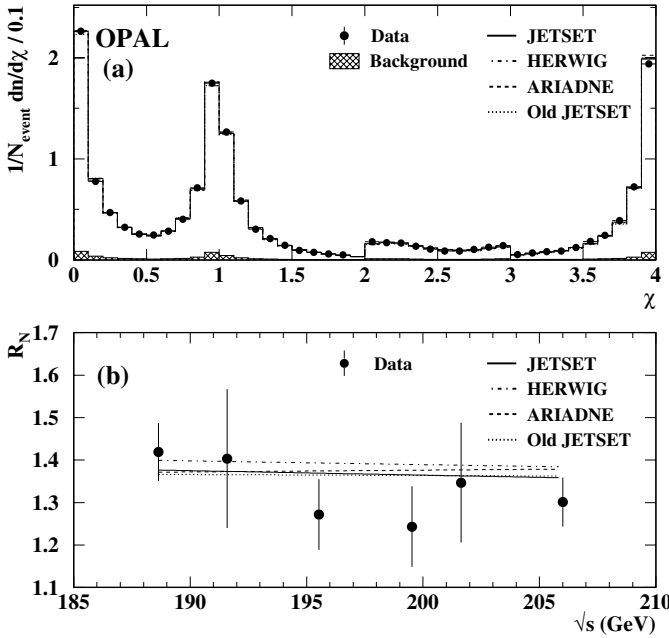 1/N_event dn/dχ / 0.1
OPAL
(a)
Data
Background
JETSET
HERWIG
ARIADNE
Old JETSET
2
1
0
0 0.5 1 1.5 2 2.5 3 3.5 4
χ
R_N
(b)
Data
JETSET
HERWIG
ARIADNE
Old JETSET
1.7
1.6
1.5
1.4
1.3
1.2
1.1
185 190 195 200 205 210
√s (GeV)